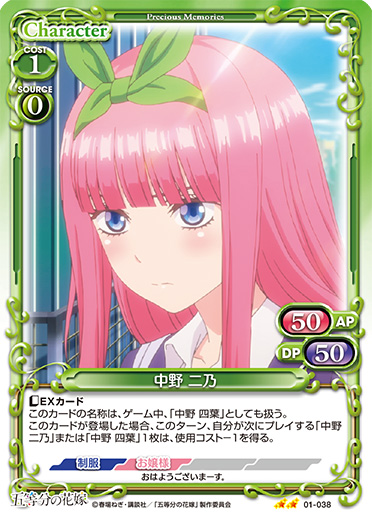 Precious Memories
Character
COST
1
SOURCE
0
50 AP
DP 50
中野 二乃
EXカード
このカードの名称は、ゲーム中、「中野 四葉」としても扱う。
このカードが登場した場合、このターン、自分が次にプレイする「中野
二乃」または「中野 四葉」1枚は、使用コスト－1を得る。
制服 お嬢様
おはようございまーす。
五等分の花嫁
©春場ねぎ・講談社／「五等分の花嫁」製作委員会
01-038